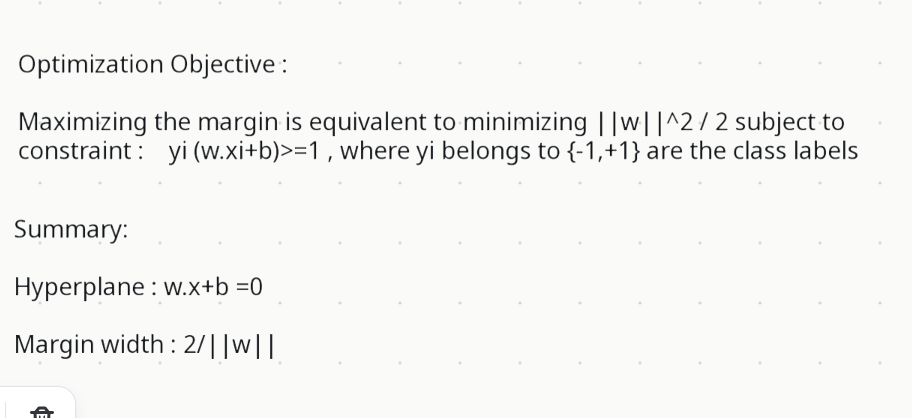 Optimization Objective :
Maximizing the margin is equivalent to minimizing ||w||^2 / 2 subject to
constraint :    yi (w.xi+b)>=1 , where yi belongs to {-1,+1} are the class labels
Summary:
Hyperplane : w.x+b =0
Margin width : 2/||w||